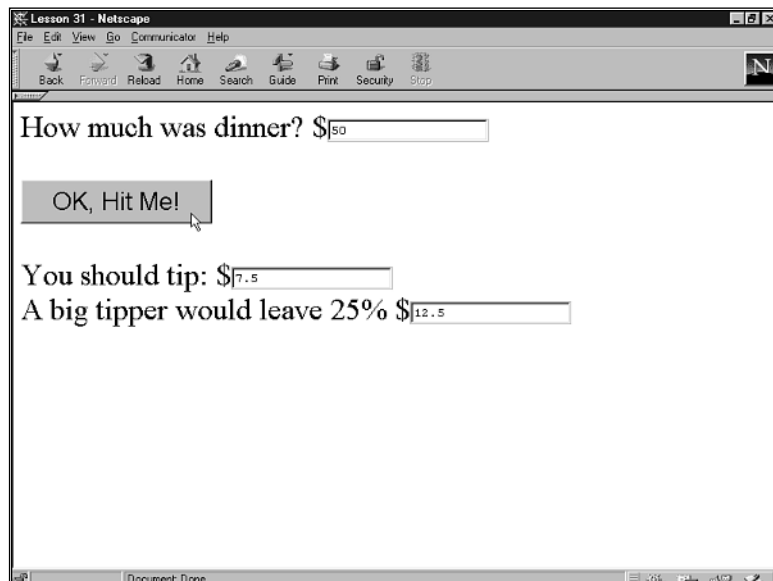 Lesson 31 - Netscape
File Edit View Go Communicator Help
Back Forward Reload Home Search Guide Print Security Stop
N
How much was dinner? $50
OK, Hit Me!
You should tip: $7.5
A big tipper would leave 25% $12.5
Document: Done